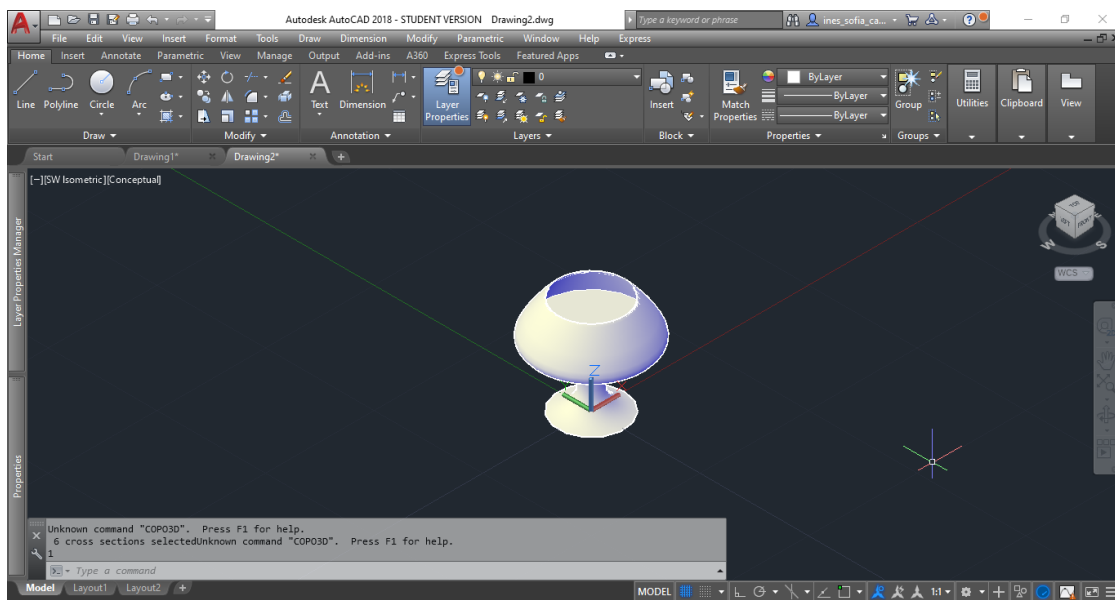 Autodesk AutoCAD 2018 - STUDENT VERSION Drawing2.dwg
Type a keyword or phrase
ines_sofia_ca...
File Edit View Insert Format Tools Draw Dimension Modify Parametric Window Help Express
Home Insert Annotate Parametric View Manage Output Add-ins A360 Express Tools Featured Apps
Line Polyline Circle Arc
Text Dimension
Layer Properties
0
Insert
Match Properties
ByLayer
ByLayer
ByLayer
Group
Utilities Clipboard View
Draw Modify Annotation Layers Block Properties Groups
Start Drawing1* Drawing2*
[−][SW Isometric][Conceptual]
TOP
LEFT FRONT
W S
WCS
Layer Properties Manager
Properties
Z
Unknown command "COPO3D". Press F1 for help.
6 cross sections selectedUnknown command "COPO3D". Press F1 for help.
1
Type a command
Model Layout1 Layout2
MODEL 1:1